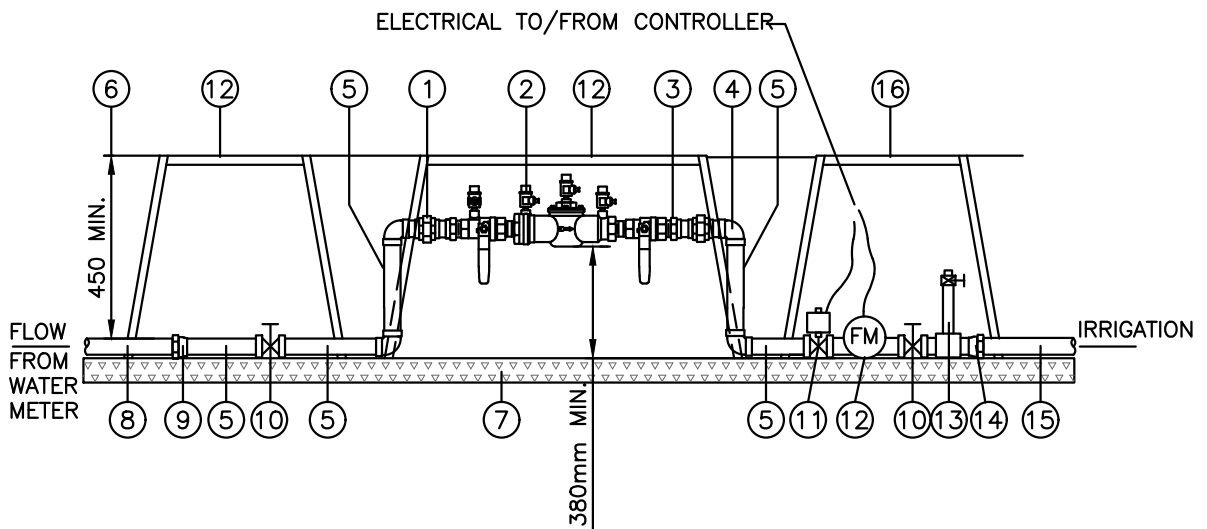 ELECTRICAL TO/FROM CONTROLLER
6 12 5 1 2 12 3 4 5 16
450 MIN.
FLOW
FROM
WATER
METER
FM
IRRIGATION
380mm MIN.
8 9 5 10 5 7 5 11 12 10 13 14 15